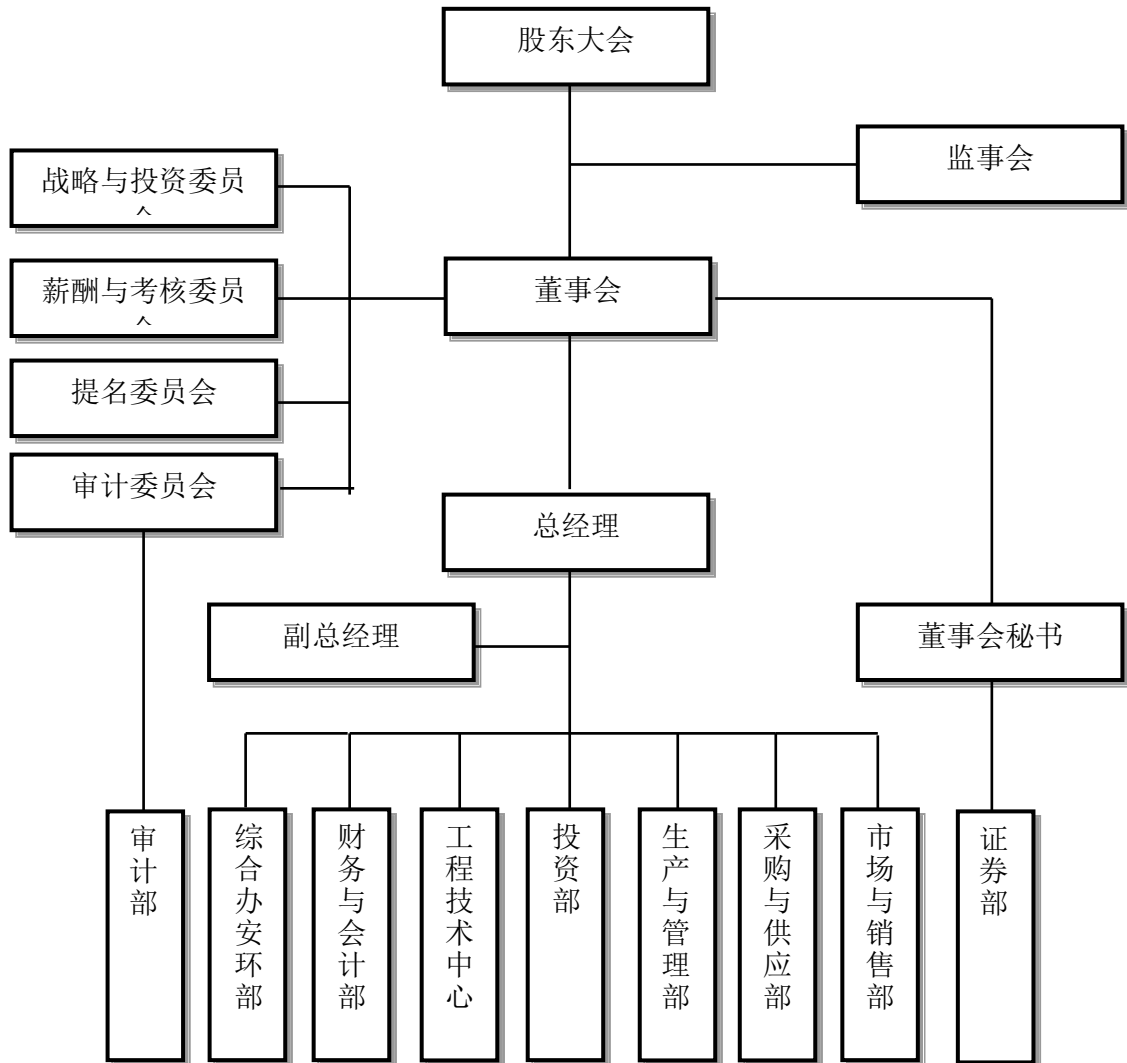 股东大会
监事会
战略与投资委员
董事会
薪酬与考核委员
提名委员会
审计委员会
总经理
副总经理
董事会秘书
审计部
综合办安环部
财务与会计部
工程技术中心
投资部
生产与管理部
采购与供应部
市场与销售部
证券部